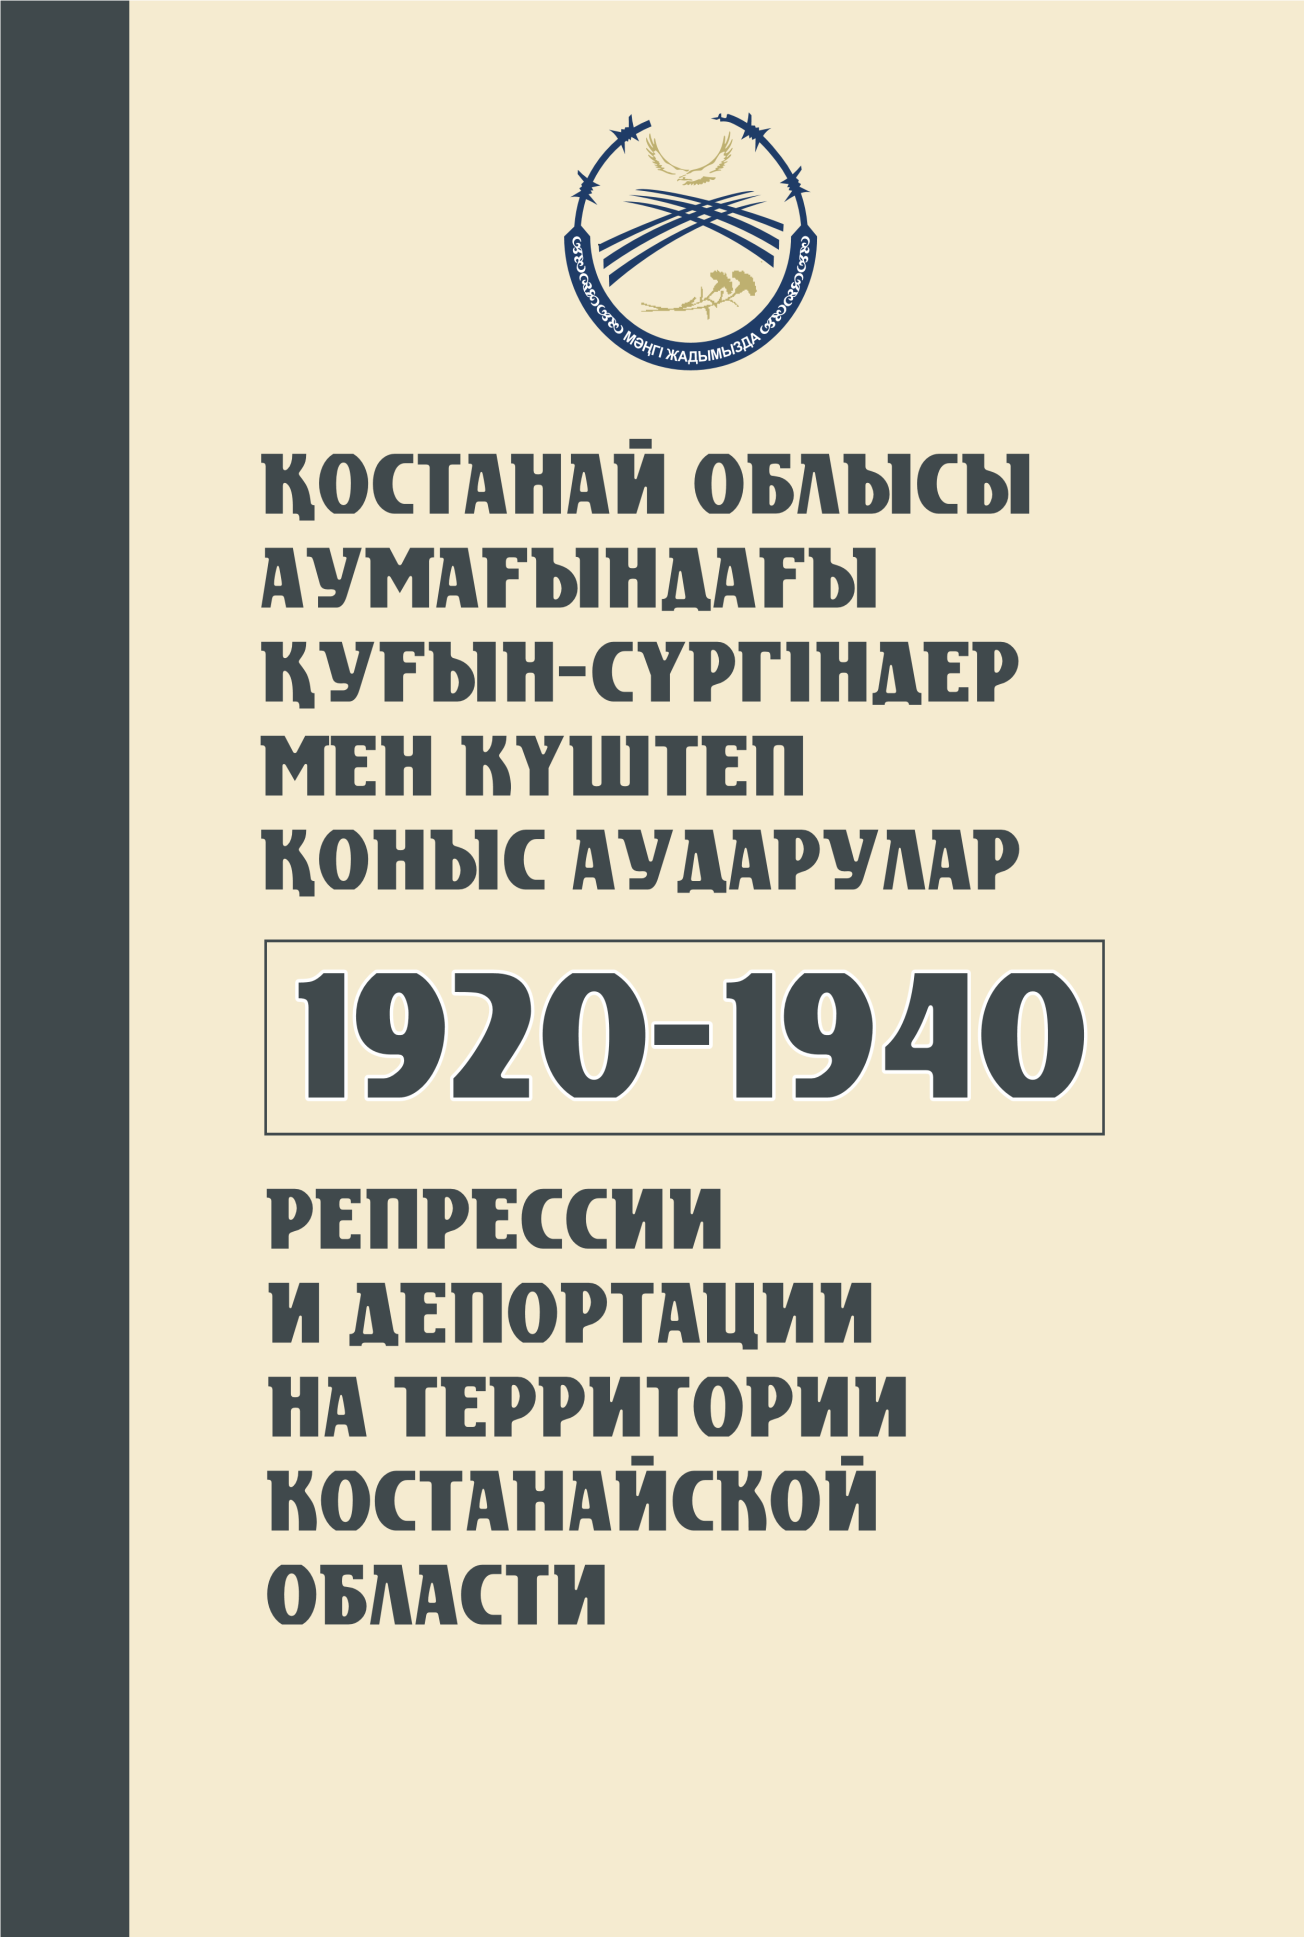 МӘҢГІ ЖАДЫМЫЗДА
ҚОСТАНАЙ ОБЛЫСЫ
АУМАҒЫНДАҒЫ
ҚУҒЫН-СҮРГІНДЕР
МЕН КҮШТЕП
ҚОНЫС АУДАРУЛАР
1920-1940
РЕПРЕССИИ
И ДЕПОРТАЦИИ
НА ТЕРРИТОРИИ
КОСТАНАЙСКОЙ
ОБЛАСТИ